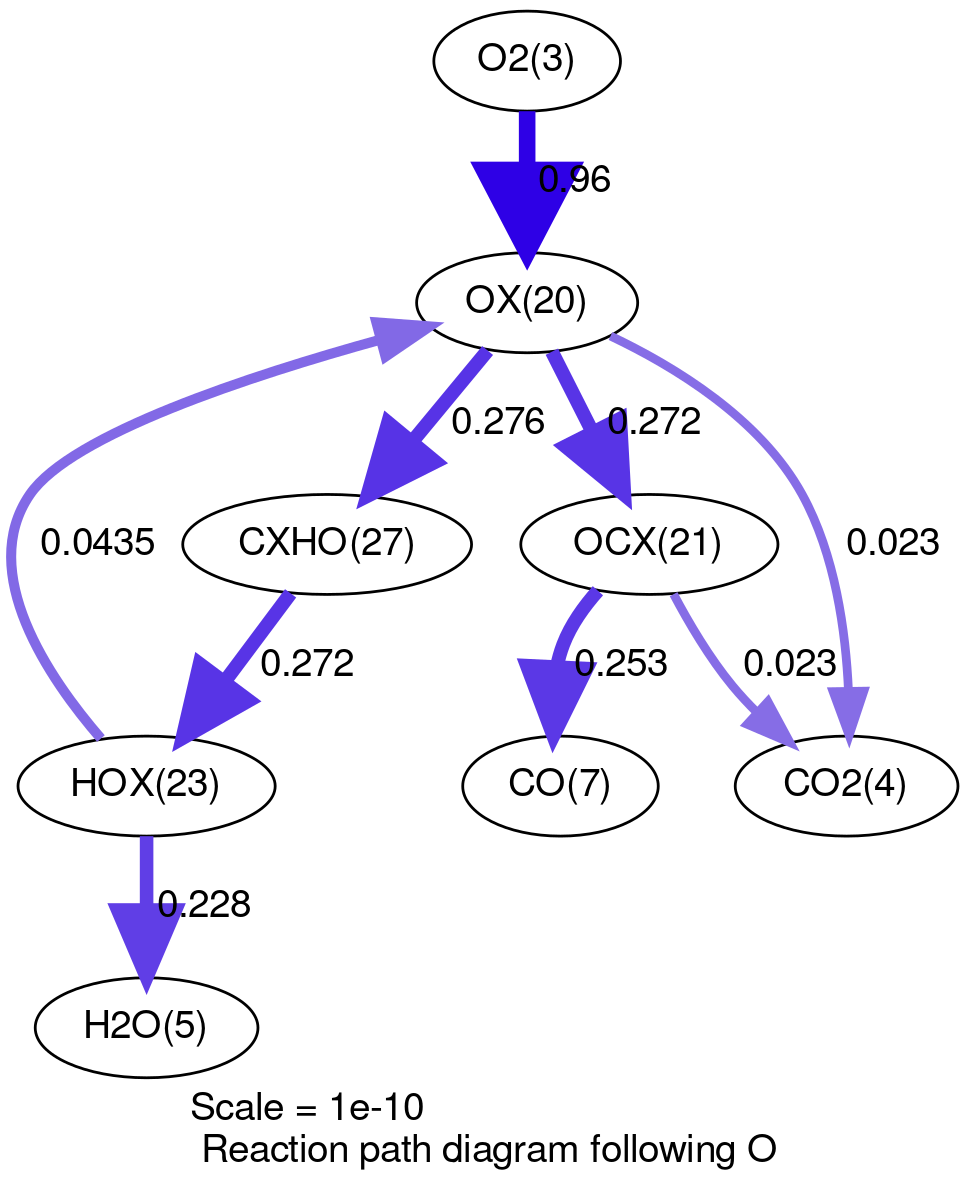 O2(3)
0.96
OX(20)
0.276
0.272
0.0435
CXHO(27)
OCX(21)
0.023
0.272
0.253
0.023
HOX(23)
CO(7)
CO2(4)
0.228
H2O(5)
Scale = 1e-10
Reaction path diagram following O